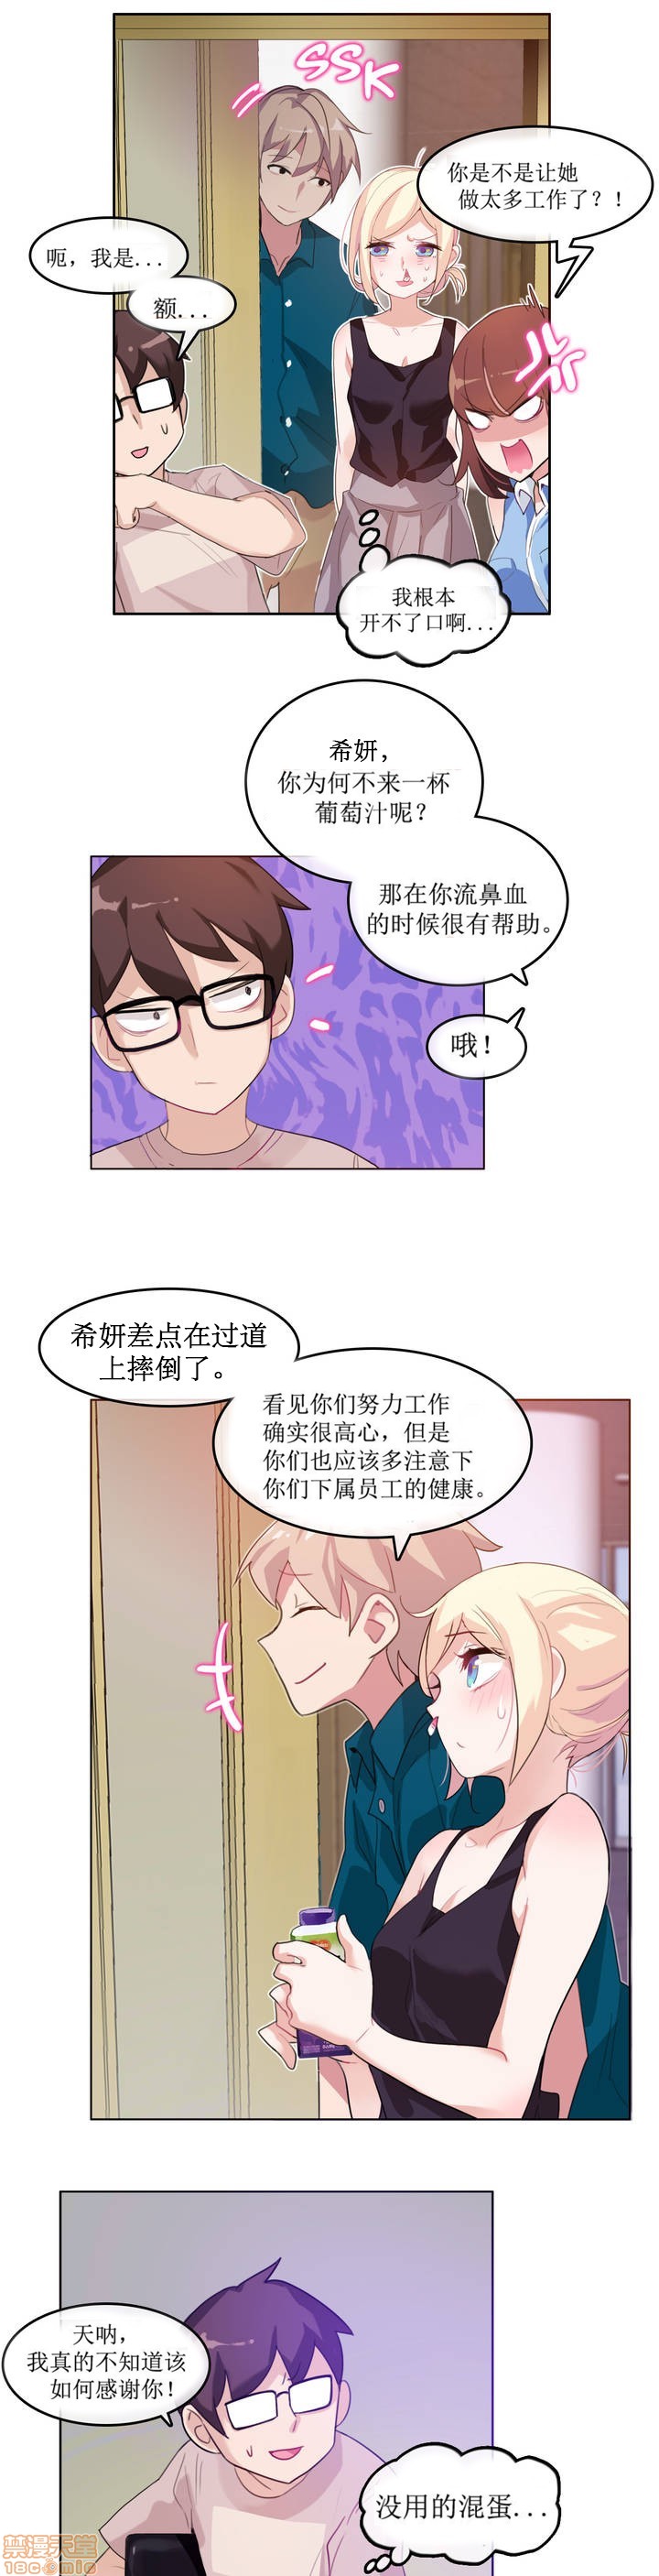 SSK
你是不是让她
做太多工作了？！
呃，我是...
额...
我根本
开不了口啊...
希妍，
你为何不来一杯
葡萄汁呢？
那在你流鼻血
的时候很有帮助。
哦！
希妍差点在过道
上摔倒了。
看见你们努力工作
确实很高心，但是
你们也应该多注意下
你们下属员工的健康。
天呐，
我真的不知道该
如何感谢你！
没用的混蛋...
禁漫天堂
18comic